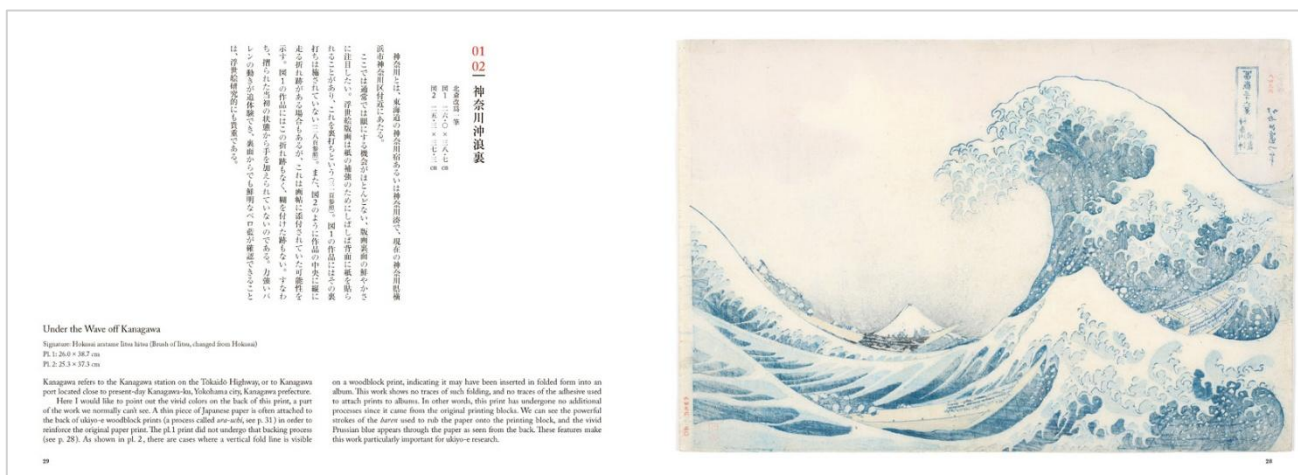 01
02 神奈川沖浪裏
北斎改爲一筆
図1 二六・〇×三八・七 cm
図2 二五・三×三七・三 cm
神奈川とは、東海道の神奈川宿あるいは神奈川湊で、現在の神奈川県横
浜市神奈川区付近にあたる。
ここでは通常では眼にする機会がほとんどない、版画裏面の鮮やかさ
に注目したい。浮世絵版画は紙の補強のためにしばしば背面に紙を貼ら
れることがあり、これを裏打ちという(三一頁参照)。図1の作品にはその裏
打ちは施されていない(二八頁参照)。また、図2のように作品の中央に縦に
走る折れ跡がある場合もあるが、これは画帖に添付されていた可能性を
示す。図1の作品にはこの折れ跡もなく、糊を付けた跡もない。すなわ
ち、摺られた当初の状態から手を加えられていないのである。力強いバ
レンの動きが追体験でき、裏面からでも鮮明なベロ藍が確認できること
は、浮世絵研究的にも貴重である。
Under the Wave off Kanagawa
Signature: Hokusai aratame Iitsu hitsu (Brush of Iitsu, changed from Hokusai)
Pl. 1: 26.0 × 38.7 cm
Pl. 2: 25.3 × 37.3 cm
Kanagawa refers to the Kanagawa station on the Tōkaidō Highway, or to Kanagawa
port located close to present-day Kanagawa-ku, Yokohama city, Kanagawa prefecture.
Here I would like to point out the vivid colors on the back of this print, a part
of the work we normally can't see. A thin piece of Japanese paper is often attached to
the back of ukiyo-e woodblock prints (a process called ura-uchi, see p. 31) in order to
reinforce the original paper print. The pl.1 print did not undergo that backing process
(see p. 28). As shown in pl. 2, there are cases where a vertical fold line is visible
on a woodblock print, indicating it may have been inserted in folded form into an
album. This work shows no traces of such folding, and no traces of the adhesive used
to attach prints to albums. In other words, this print has undergone no additional
processes since it came from the original printing blocks. We can see the powerful
strokes of the baren used to rub the paper onto the printing block, and the vivid
Prussian blue appears through the paper as seen from the back. These features make
this work particularly important for ukiyo-e research.
29
28